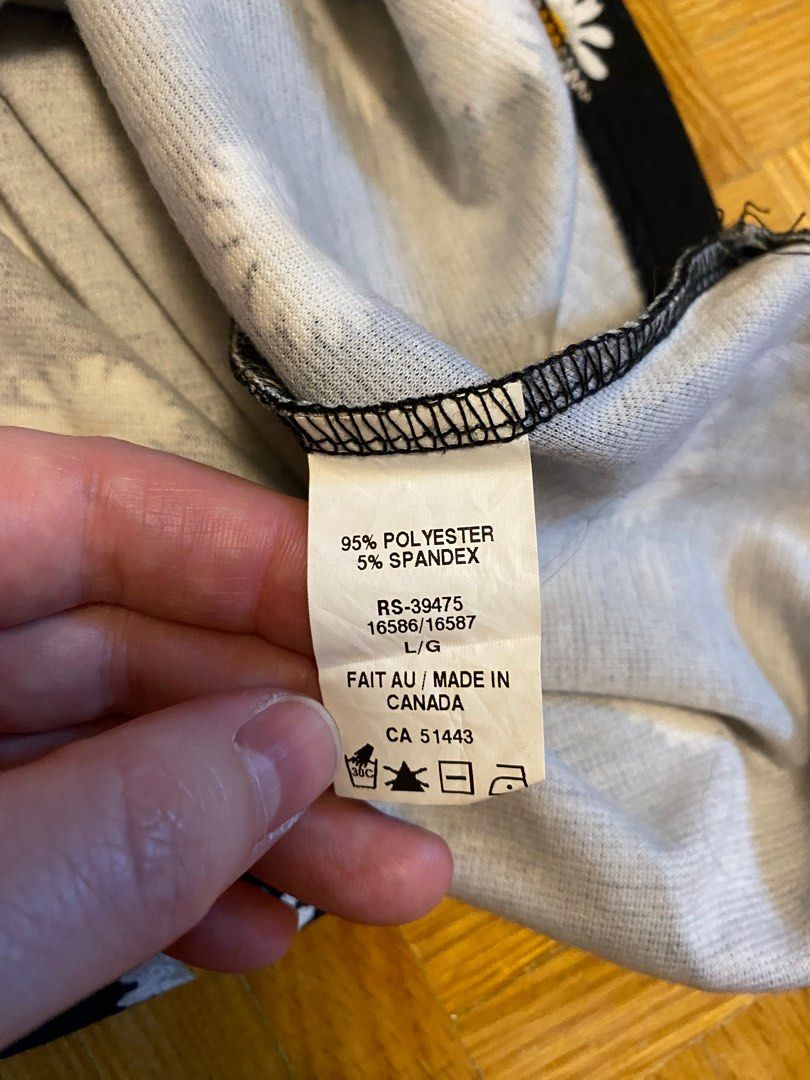 95% POLYESTER
5% SPANDEX
RS-39475
16586/16587
L/G
FAIT AU / MADE IN
CANADA
CA 51443
30C